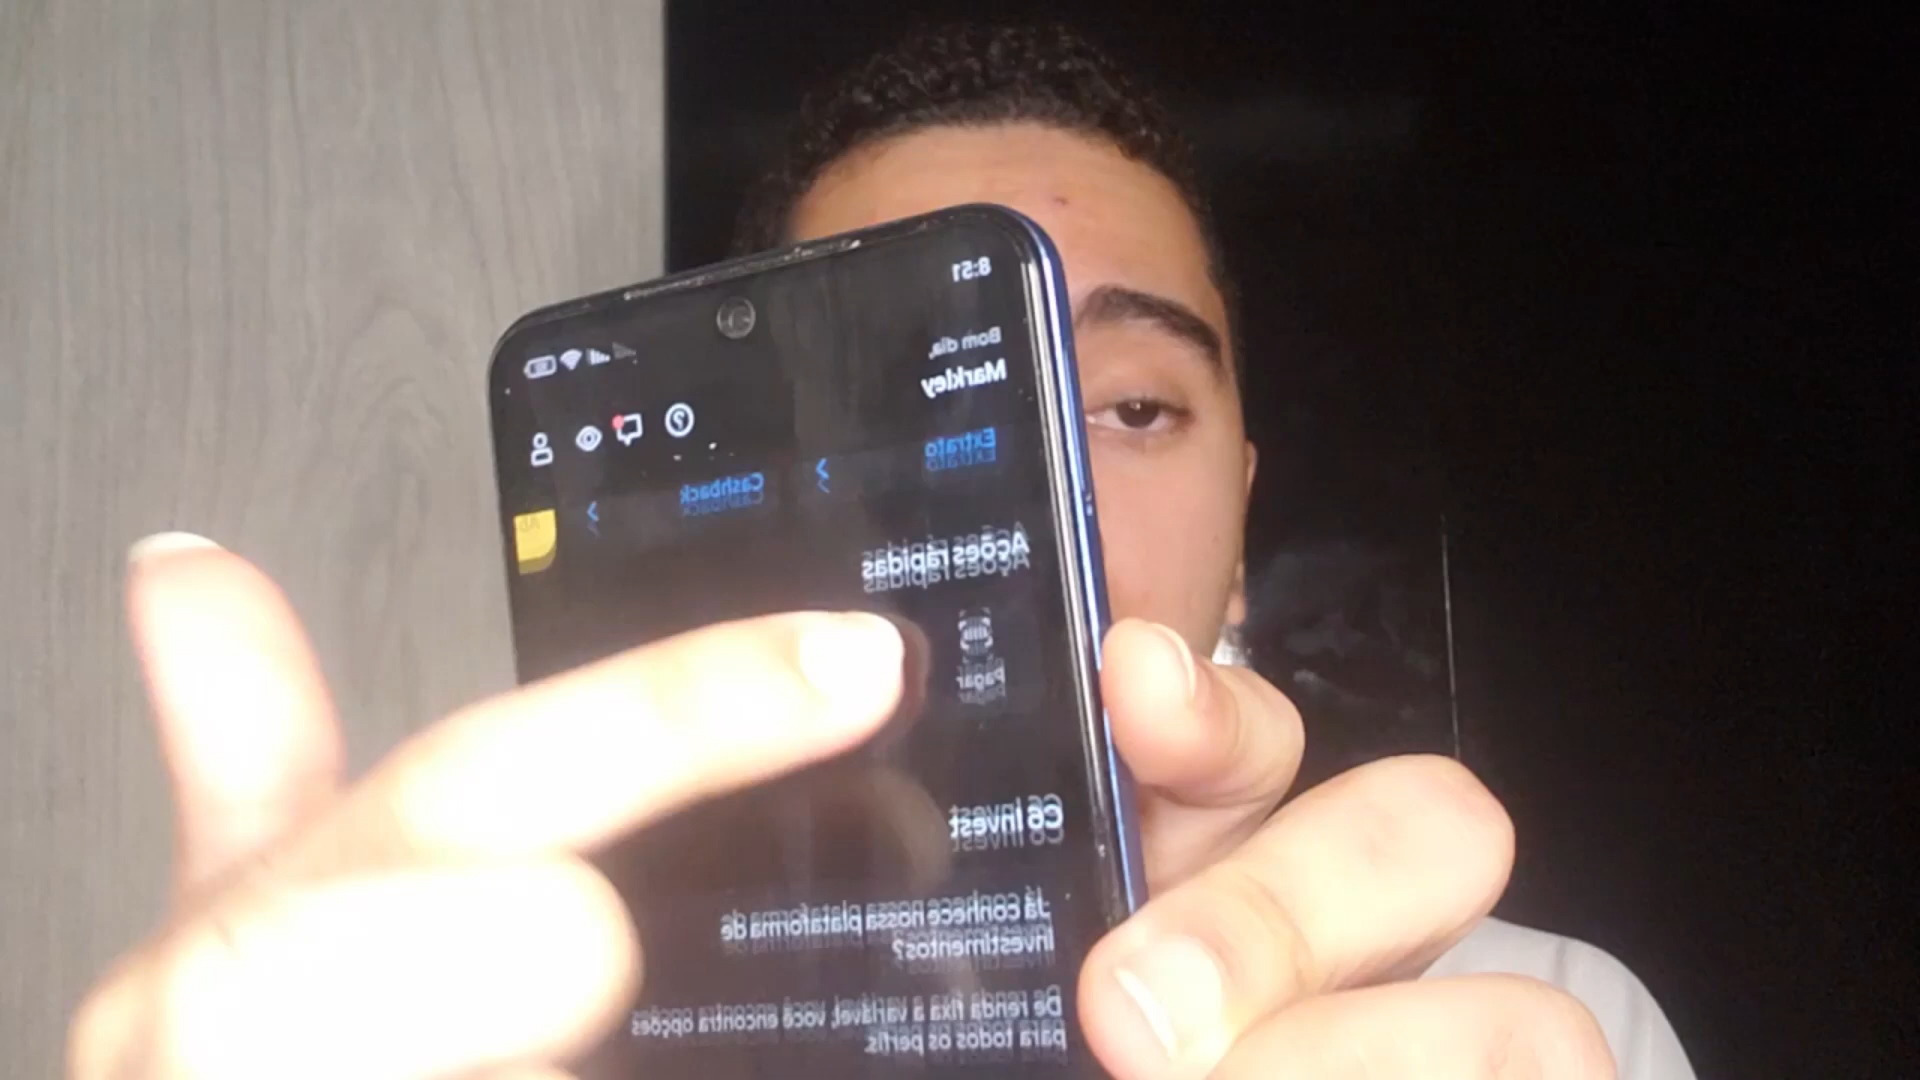 8:51
Bom dia,
Markley
Extrato
Cashback
Ações rápidas
Pagar
C6 Invest
Já conhece nossa plataforma de
investimentos?
De renda fixa a variável, você encontra opções
para todos os perfis.